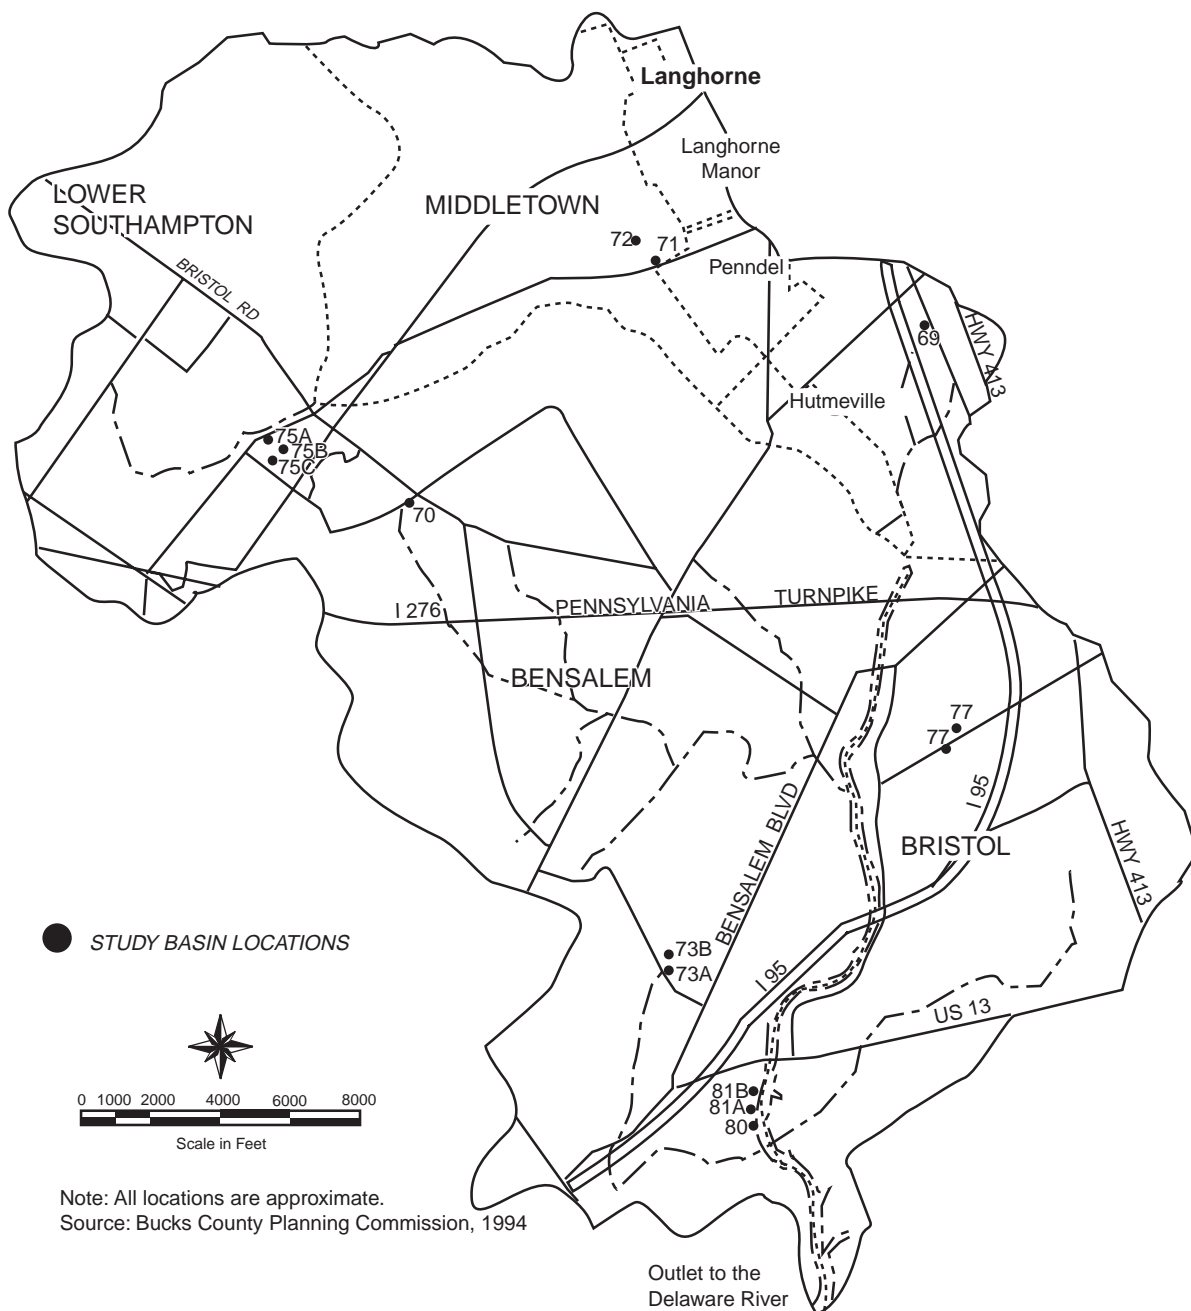 Langhorne
Langhorne
Manor
LOWER
SOUTHAMPTON
MIDDLETOWN
72
71
BRISTOL RD
Penndel
69
HWY 413
Hutmeville
75A
75B
75C
70
I 276
PENNSYLVANIA
TURNPIKE
BENSALEM
77
77
I 95
BENSALEM BLVD
BRISTOL
HWY 413
STUDY BASIN LOCATIONS
73B
73A
I 95
US 13
81B
81A
80
0 1000 2000 4000 6000 8000
Scale in Feet
Note: All locations are approximate.
Source: Bucks County Planning Commission, 1994
Outlet to the
Delaware River